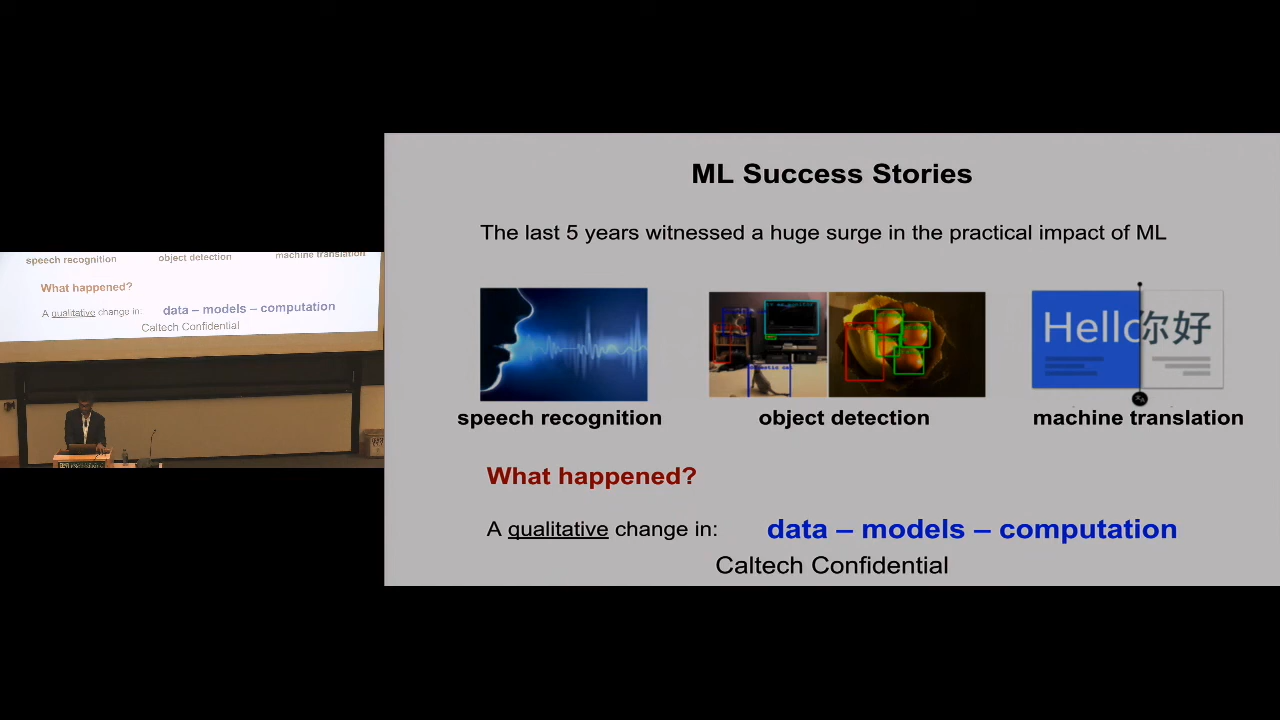 ML Success Stories
The last 5 years witnessed a huge surge in the practical impact of ML
Hello你好
speech recognition object detection machine translation
What happened?
A qualitative change in: data – models – computation
Caltech Confidential
speech recognition object detection machine translation
What happened?
A qualitative change in: data – models – computation
Caltech Confidential